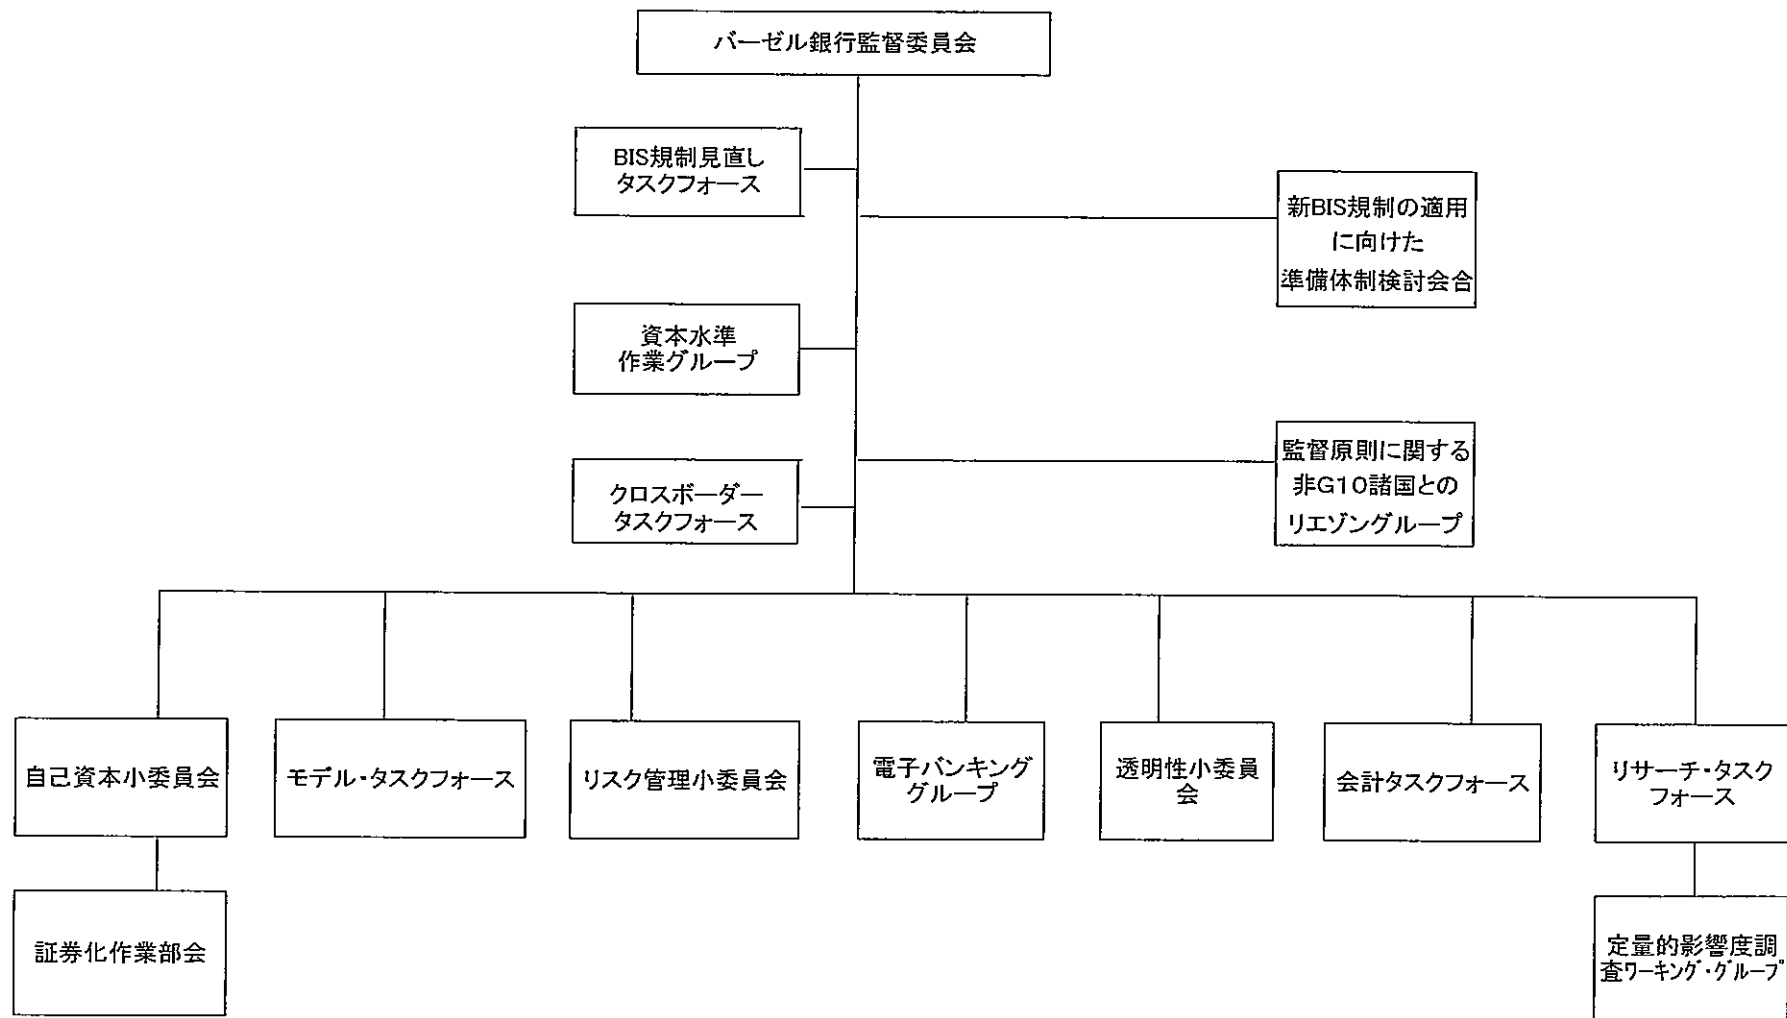 バーゼル銀行監督委員会
BIS規制見直し
タスクフォース
新BIS規制の適用
に向けた
準備体制検討会合
資本水準
作業グループ
監督原則に関する
非G10諸国との
リエゾングループ
クロスボーダー
タスクフォース
自己資本小委員会
モデル・タスクフォース
リスク管理小委員会
電子バンキング
グループ
透明性小委員
会
会計タスクフォース
リサーチ・タスク
フォース
証券化作業部会
定量的影響度調
査ワーキング・グループ